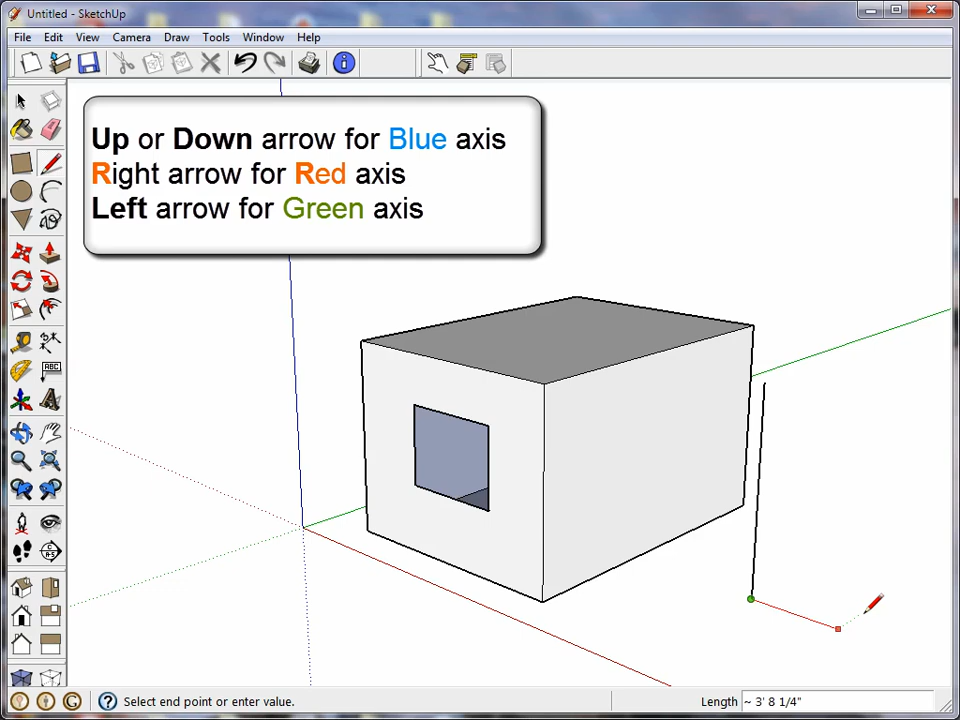 Untitled - SketchUp
File Edit View Camera Draw Tools Window Help
Up or Down arrow for Blue axis
Right arrow for Red axis
Left arrow for Green axis
ABC
A
Select end point or enter value.
Length ~ 3' 8 1/4"